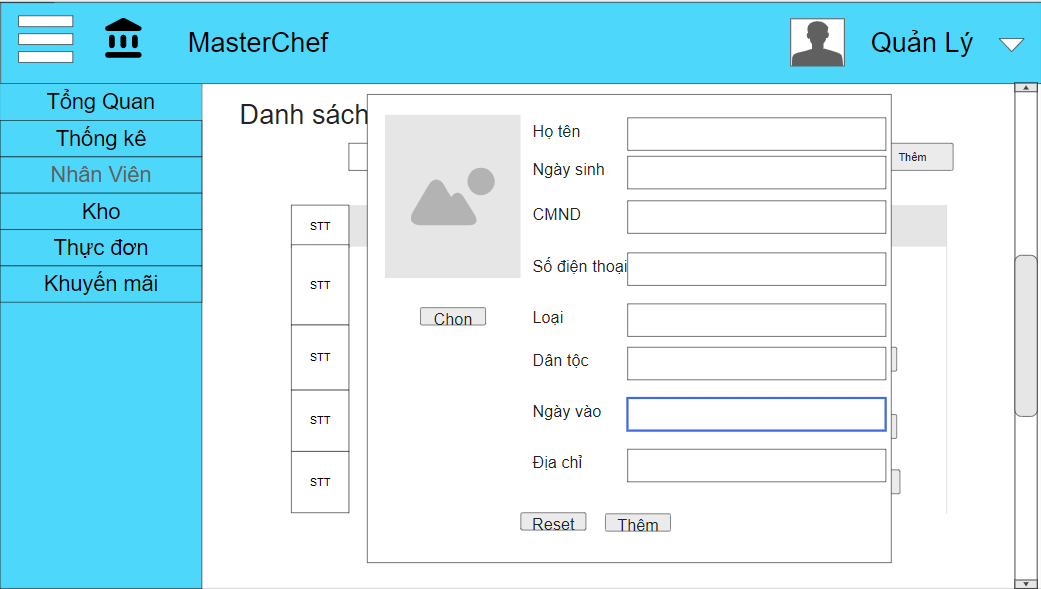 MasterChef
Quản Lý
Tổng Quan
Thống kê
Nhân Viên
Kho
Thực đơn
Khuyến mãi
Danh sách
Thêm
STT
STT
STT
STT
STT
Chon
Họ tên
Ngày sinh
CMND
Số điện thoại
Loại
Dân tộc
Ngày vào
Địa chỉ
Reset
Thêm